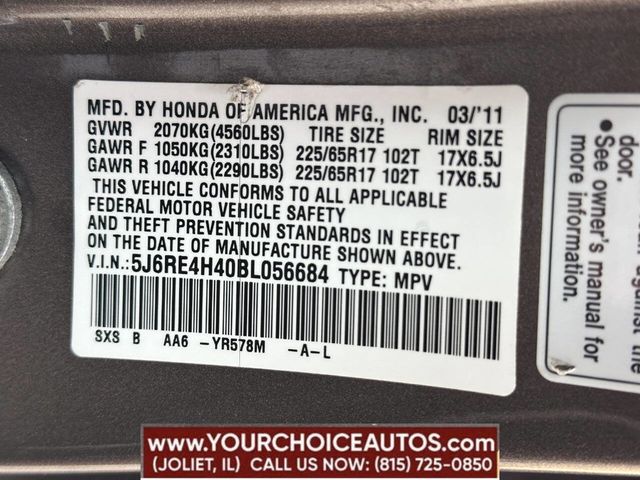 MFD. BY HONDA OF AMERICA MFG., INC. 03/'11
GVWR 2070KG(4560LBS) TIRE SIZE RIM SIZE
GAWR F 1050KG(2310LBS) 225/65R17 102T 17X6.5J
GAWR R 1040KG(2290LBS) 225/65R17 102T 17X6.5J
THIS VEHICLE CONFORMS TO ALL APPLICABLE
FEDERAL MOTOR VEHICLE SAFETY
AND THEFT PREVENTION STANDARDS IN EFFECT
ON THE DATE OF MANUFACTURE SHOWN ABOVE.
V.I.N.:5J6RE4H40BL056684 TYPE: MPV
SXS B AA6 -YR578M -A-L
door.
• See owner's manual for
more information.
against the
WWW.YOURCHOICEAUTOS.COM
(JOLIET, IL) CALL US NOW: (815) 725-0850